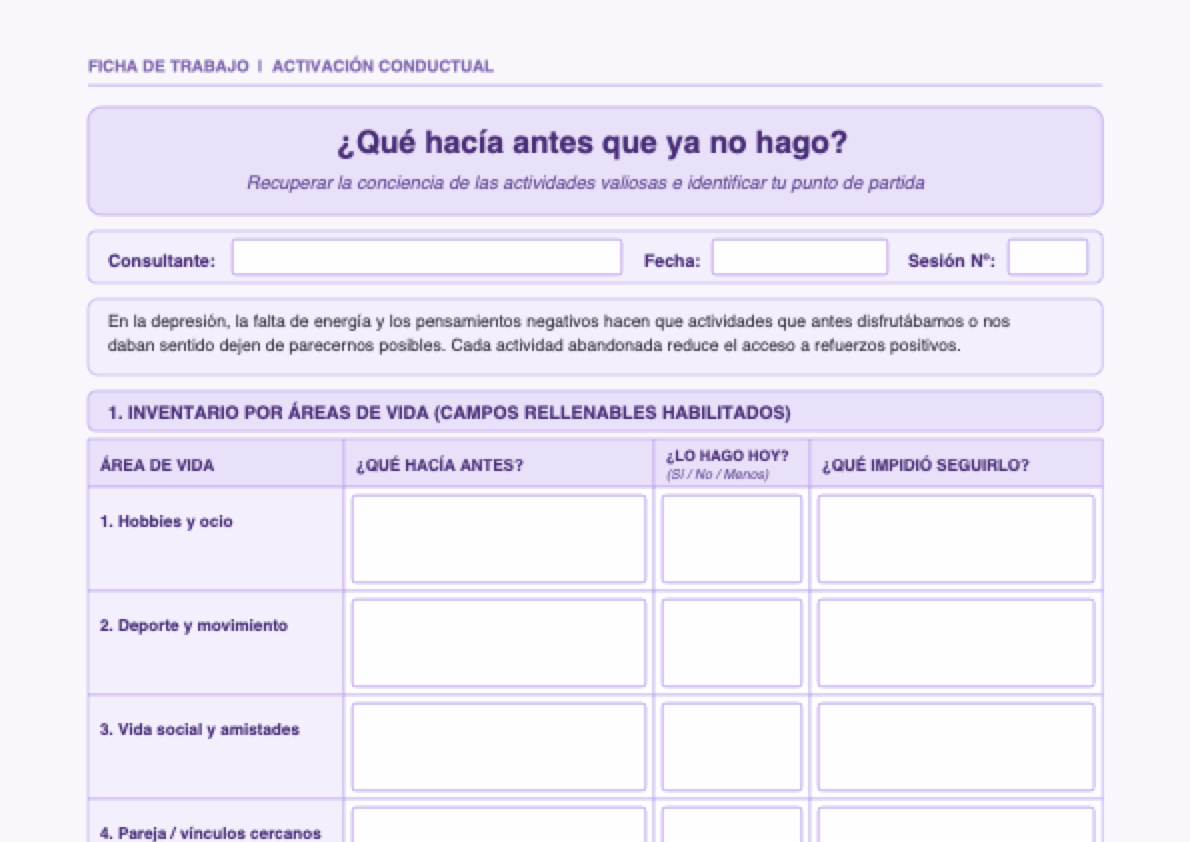 FICHA DE TRABAJO | ACTIVACIÓN CONDUCTUAL
¿Qué hacía antes que ya no hago?
Recuperar la conciencia de las actividades valiosas e identificar tu punto de partida
Consultante: Fecha: Sesión Nº:
En la depresión, la falta de energía y los pensamientos negativos hacen que actividades que antes disfrutábamos o nos
daban sentido dejen de parecernos posibles. Cada actividad abandonada reduce el acceso a refuerzos positivos.
1. INVENTARIO POR ÁREAS DE VIDA (CAMPOS RELLENABLES HABILITADOS)
ÁREA DE VIDA ¿QUÉ HACÍA ANTES? ¿LO HAGO HOY? ¿QUÉ IMPIDIÓ SEGUIRLO?
(Sí / No / Menos)
1. Hobbies y ocio
2. Deporte y movimiento
3. Vida social y amistades
4. Pareja / vínculos cercanos